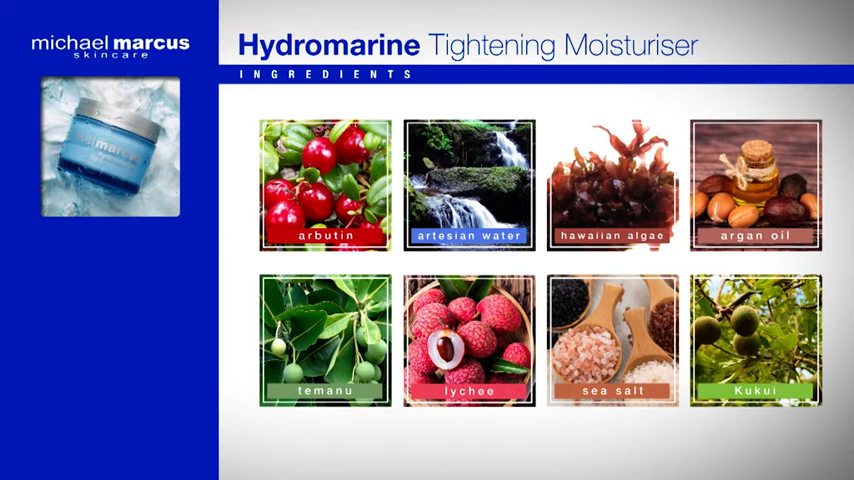 michael marcus
skincare
Hydromarine Tightening Moisturiser
INGREDIENTS
marcus
arbutin
artesian water
hawaiian algae
argan oil
temanu
lychee
sea salt
Kukui